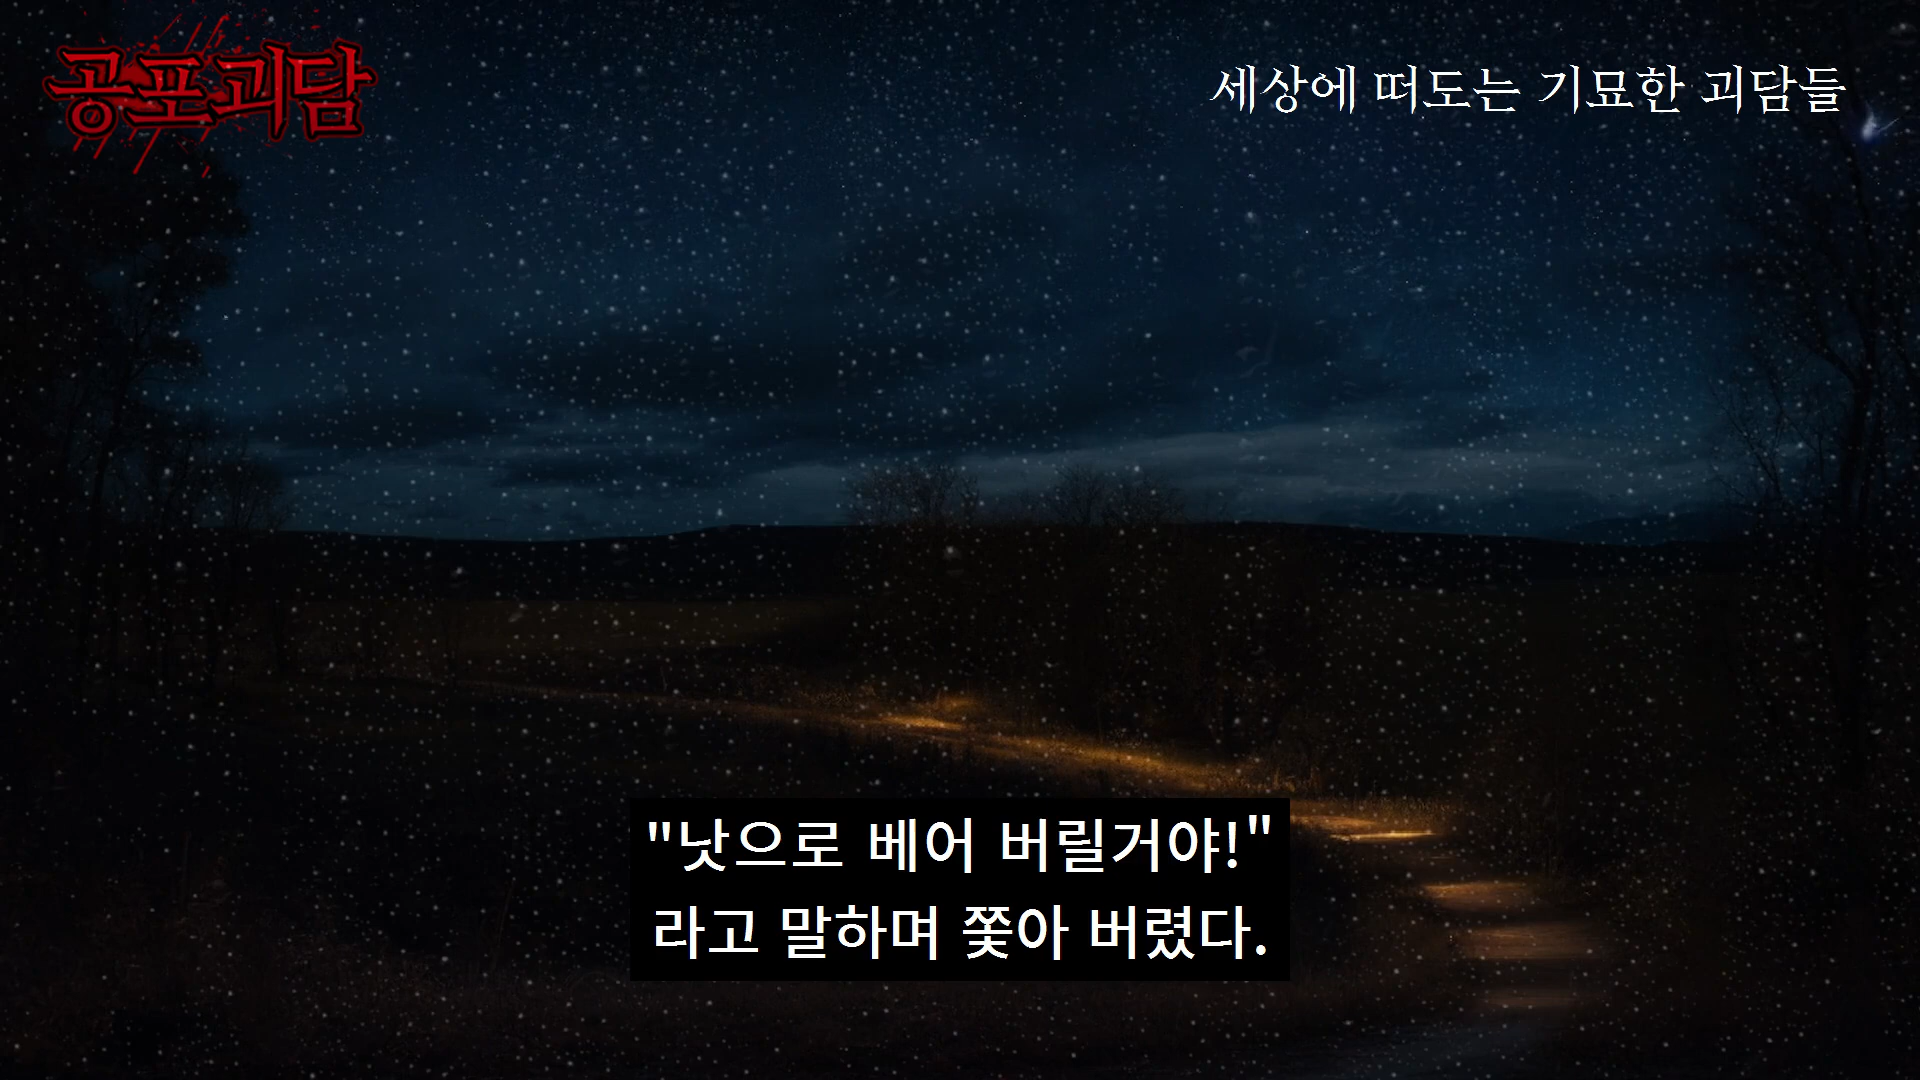 공포괴담
세상에 떠도는 기묘한 괴담들
"낫으로 베어 버릴거야!"
라고 말하며 쫓아 버렸다.